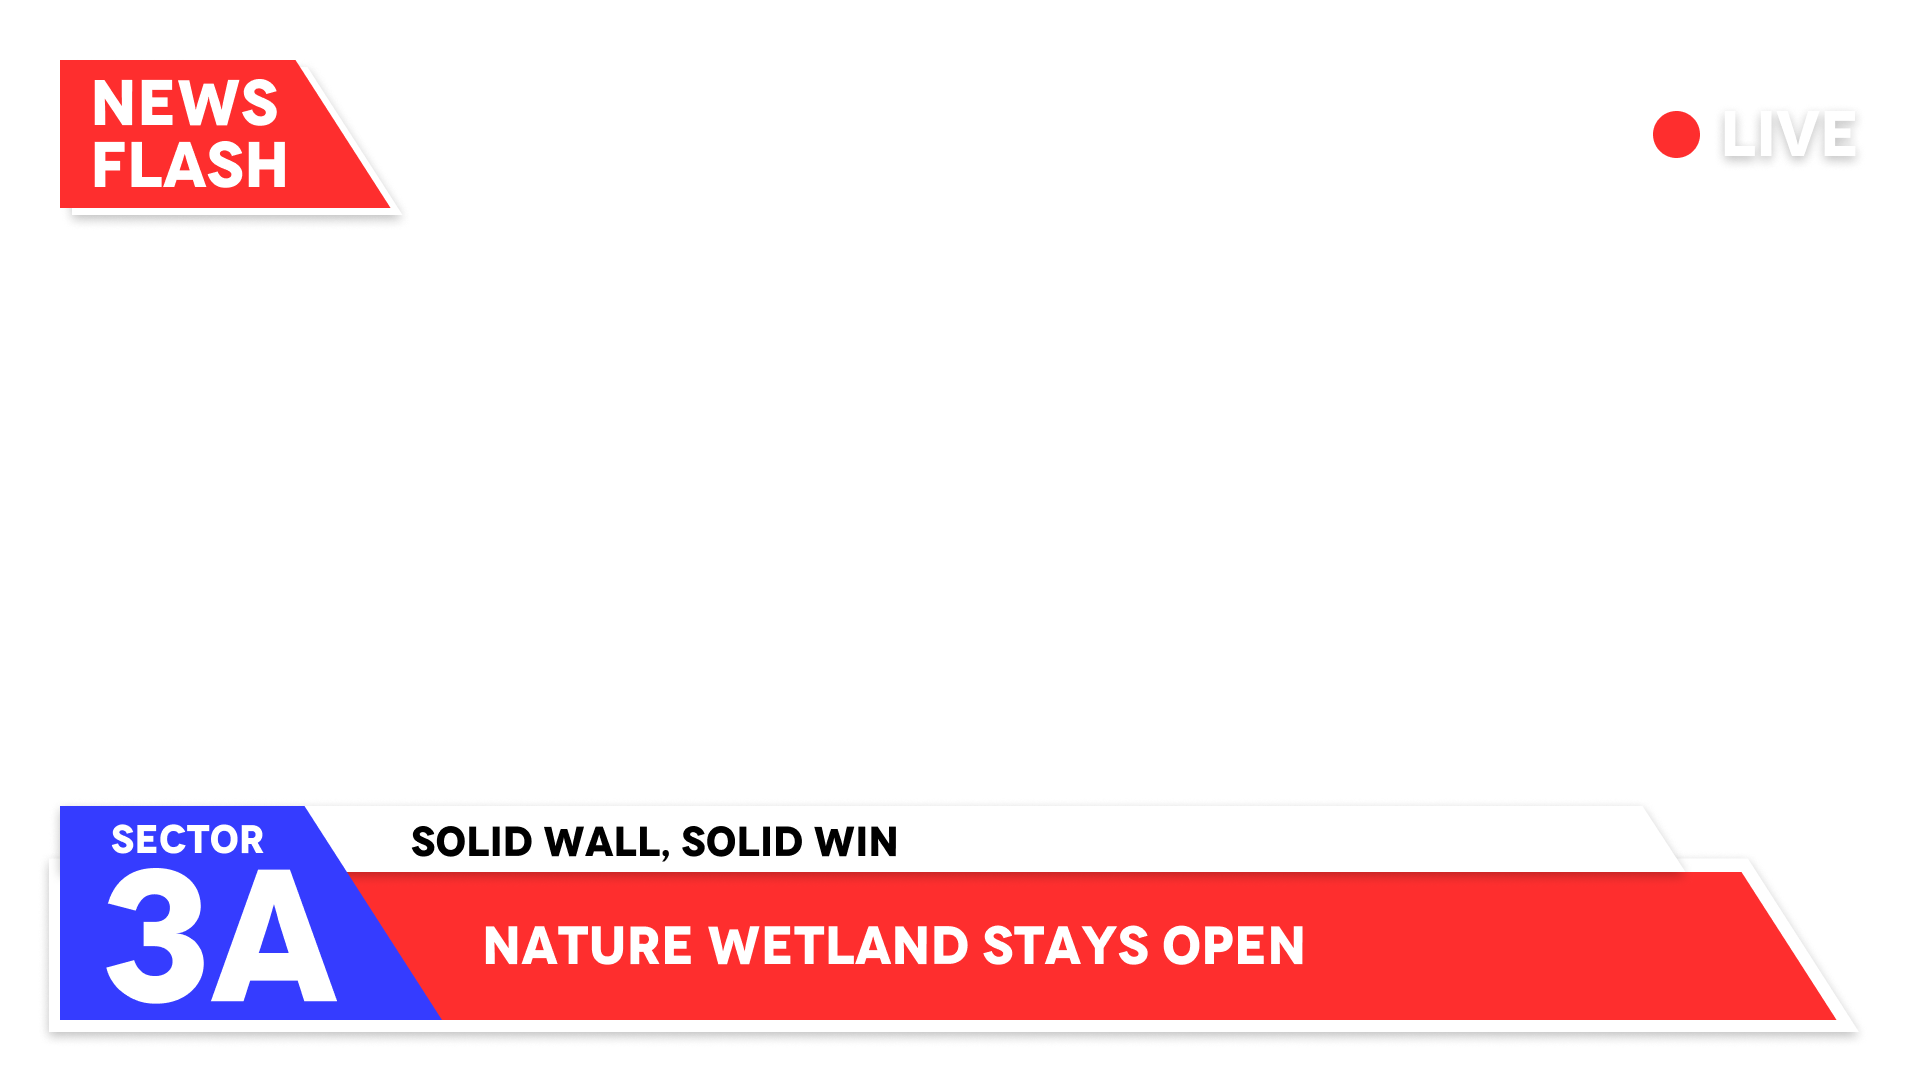 NEWS
FLASH
LIVE
SECTOR
3A
SOLID WALL, SOLID WIN
NATURE WETLAND STAYS OPEN